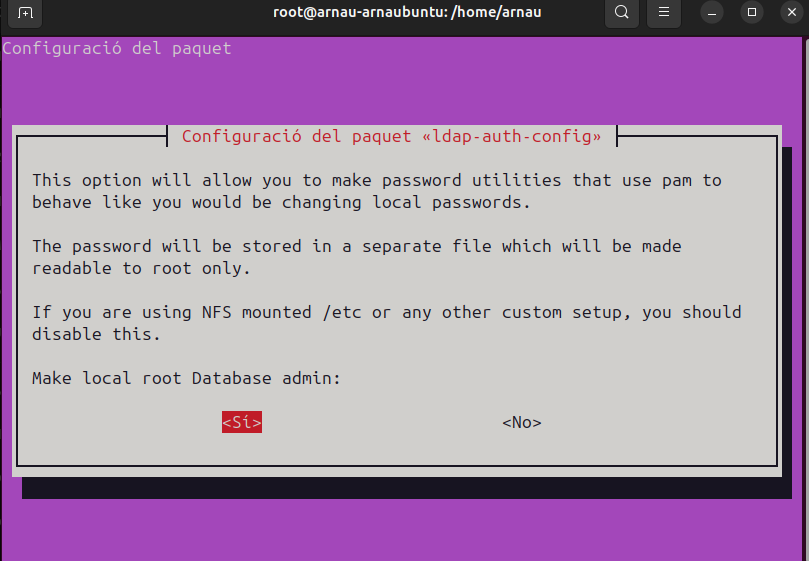 root@arnau-arnaubuntu: /home/arnau
Configuració del paquet
Configuració del paquet «ldap-auth-config»
This option will allow you to make password utilities that use pam to
behave like you would be changing local passwords.
The password will be stored in a separate file which will be made
readable to root only.
If you are using NFS mounted /etc or any other custom setup, you should
disable this.
Make local root Database admin:
<Sí> <No>